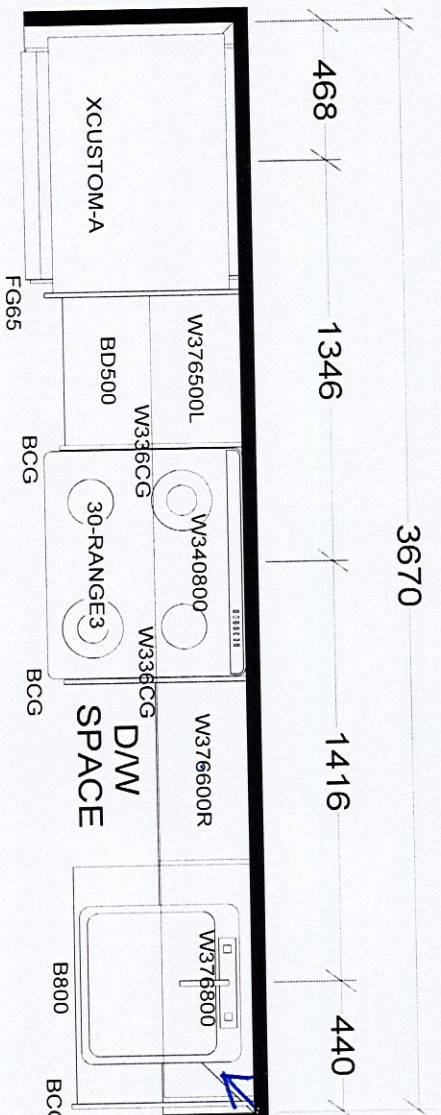 3670
468
1346
1416
440
XCUSTOM-A
W376500L
BD500
W336CG
W340800
30-RANGE3
W336CG
W376600R
D/W
SPACE
W376800
B800
FG65
BCG
BCG